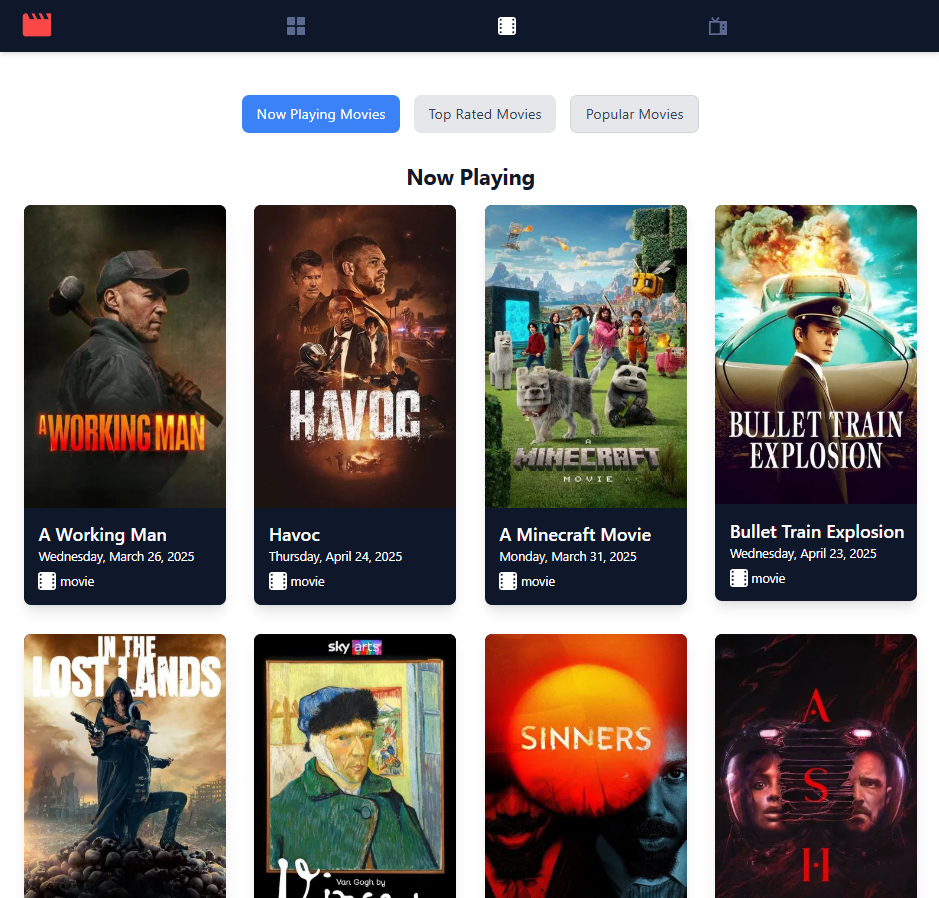 Now Playing Movies
Top Rated Movies
Popular Movies
Now Playing
A WORKING MAN
A Working Man
Wednesday, March 26, 2025
movie
POLICE
HAVOC
Havoc
Thursday, April 24, 2025
movie
A
MINECRAFT
MOVIE
A Minecraft Movie
Monday, March 31, 2025
movie
BULLET TRAIN
EXPLOSION
Bullet Train Explosion
Wednesday, April 23, 2025
movie
IN THE
LOST LANDS
sky arts
Van Gogh by
SINNERS
A
S
H